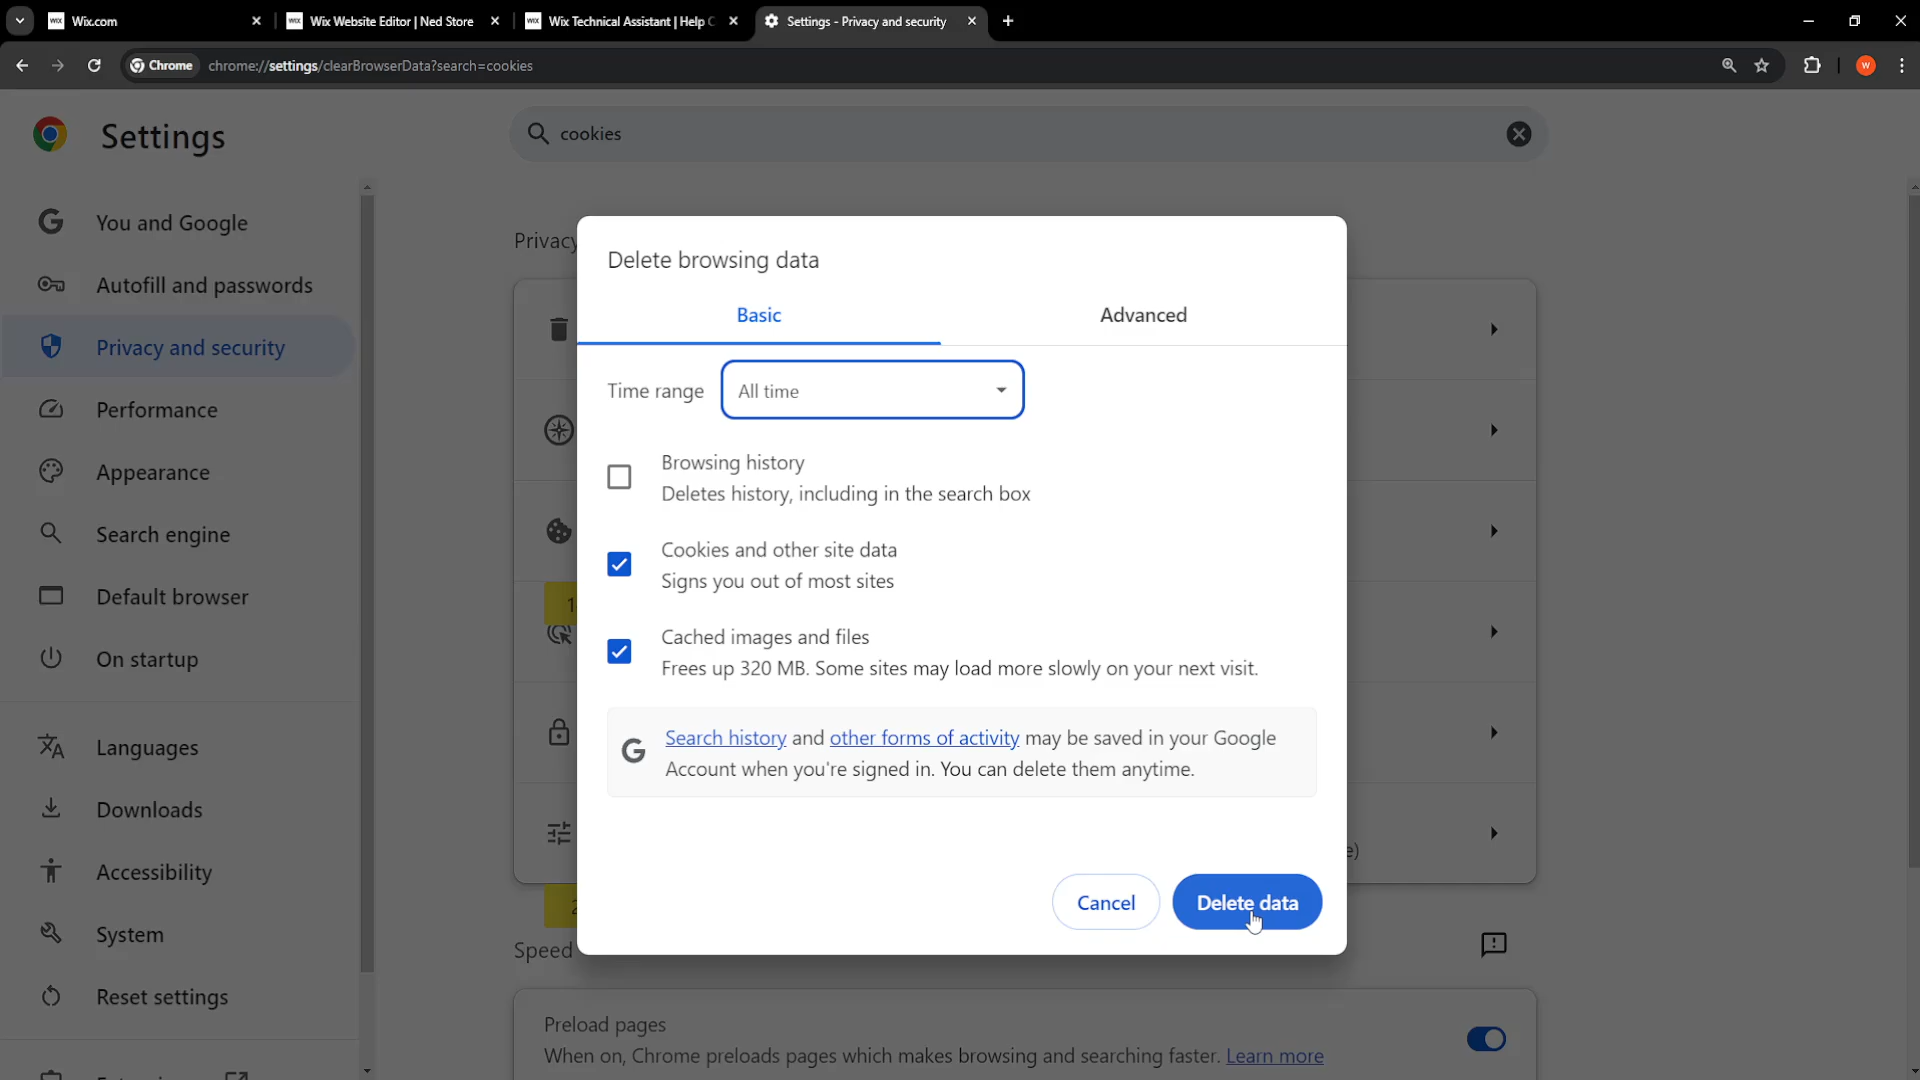 WIX Wix.com
WIX Wix Website Editor | Ned Store
WIX Wix Technical Assistant | Help C
Settings - Privacy and security
Chrome chrome://settings/clearBrowserData?search=cookies
W
Settings
cookies
You and Google
Autofill and passwords
Privacy and security
Performance
Appearance
Search engine
Default browser
On startup
Languages
Downloads
Accessibility
System
Reset settings
Privacy
Delete browsing data
Basic
Advanced
Time range All time
Browsing history
Deletes history, including in the search box
Cookies and other site data
Signs you out of most sites
1
Cached images and files
Frees up 320 MB. Some sites may load more slowly on your next visit.
G Search history and other forms of activity may be saved in your Google
Account when you're signed in. You can delete them anytime.
e)
Cancel
Delete data
2
Speed
Preload pages
When on, Chrome preloads pages which makes browsing and searching faster. Learn more